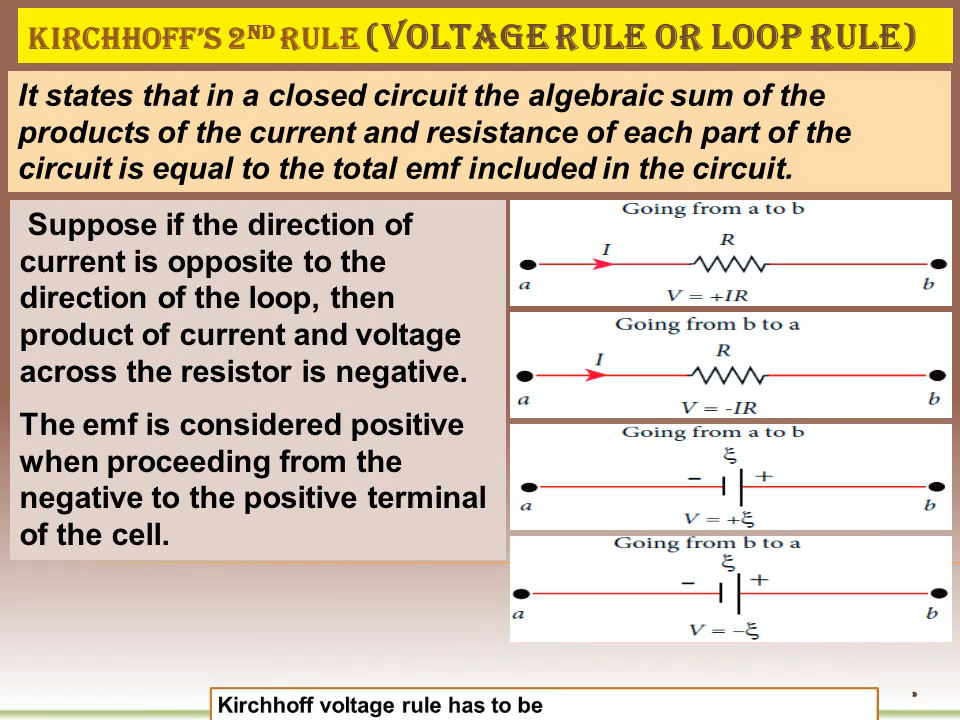 Kirchhoff's 2nd rule (Voltage rule or Loop rule)
It states that in a closed circuit the algebraic sum of the
products of the current and resistance of each part of the
circuit is equal to the total emf included in the circuit.
Suppose if the direction of
current is opposite to the
direction of the loop, then
product of current and voltage
across the resistor is negative.
The emf is considered positive
when proceeding from the
negative to the positive terminal
of the cell.
Going from a to b
I R
a b
V = +IR
Going from b to a
I R
a b
V = -IR
Going from a to b
ξ
− +
a b
V = +ξ
Going from b to a
ξ
− +
a b
V = −ξ
Kirchhoff voltage rule has to be